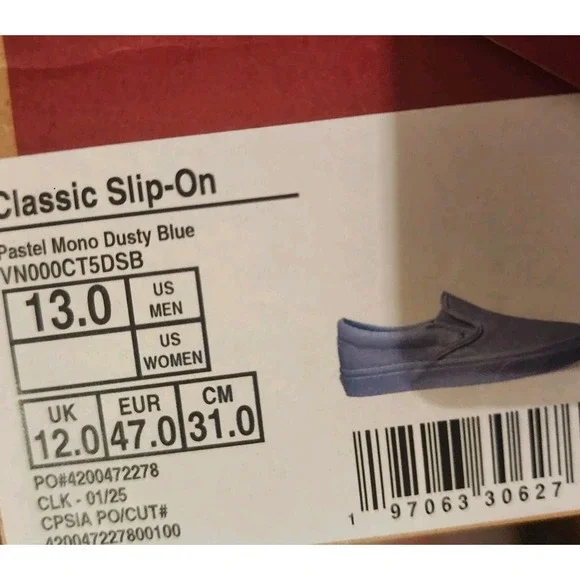 Classic Slip-On
Pastel Mono Dusty Blue
VN000CT5DSB
13.0 US MEN
US WOMEN
UK EUR CM
12.0 47.0 31.0
PO#4200472278
CLK - 01/25
CPSIA PO/CUT#
420047227800100
1 97063 30627